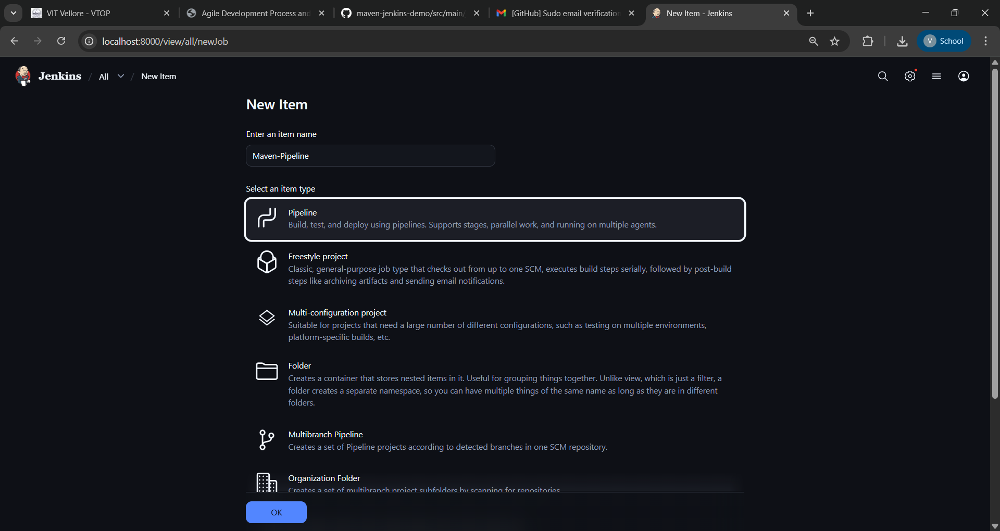 VIT Vellore - VTOP
Agile Development Process and
maven-jenkins-demo/src/main/
[GitHub] Sudo email verification
New Item - Jenkins
localhost:8000/view/all/newJob
V School
Jenkins / All / New Item
New Item
Enter an item name
Maven-Pipeline
Select an item type
Pipeline
Build, test, and deploy using pipelines. Supports stages, parallel work, and running on multiple agents.
Freestyle project
Classic, general-purpose job type that checks out from up to one SCM, executes build steps serially, followed by post-build
steps like archiving artifacts and sending email notifications.
Multi-configuration project
Suitable for projects that need a large number of different configurations, such as testing on multiple environments,
platform-specific builds, etc.
Folder
Creates a container that stores nested items in it. Useful for grouping things together. Unlike view, which is just a filter, a
folder creates a separate namespace, so you can have multiple things of the same name as long as they are in different
folders.
Multibranch Pipeline
Creates a set of Pipeline projects according to detected branches in one SCM repository.
Organization Folder
Creates a set of multibranch project subfolders by scanning for repositories.
OK